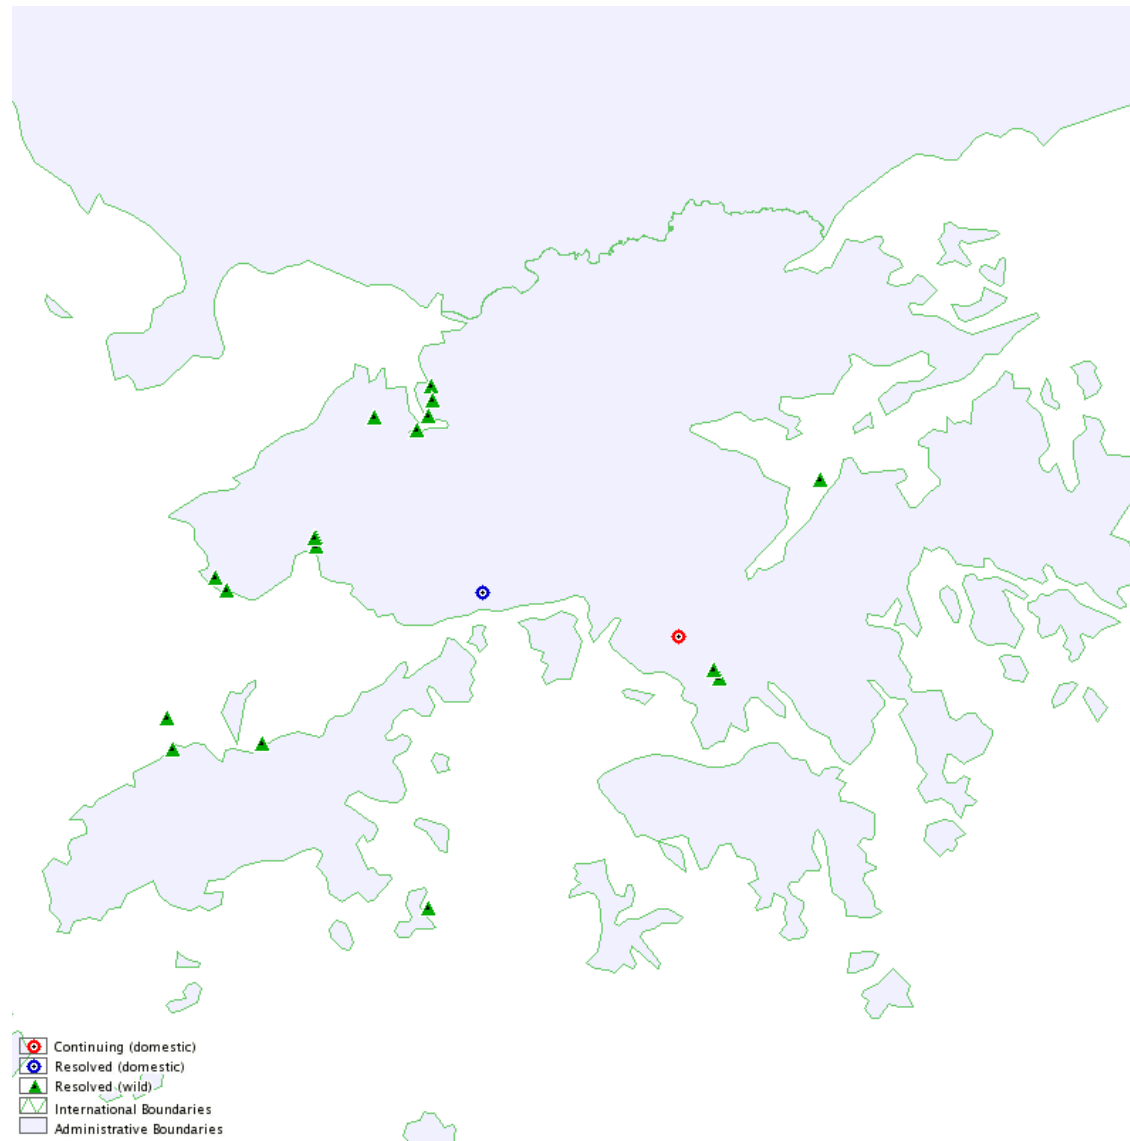 Continuing (domestic)
Resolved (domestic)
Resolved (wild)
International Boundaries
Administrative Boundaries